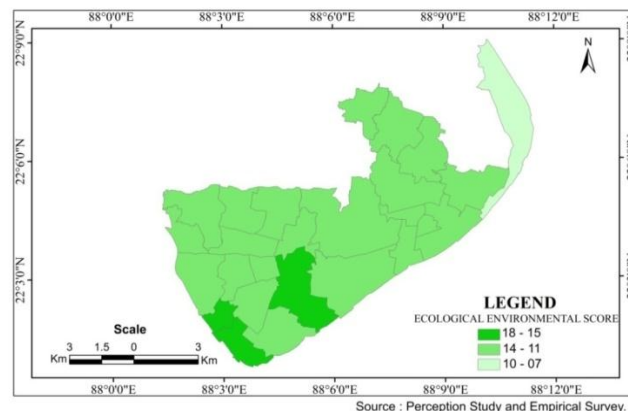 88°0'0"E 88°3'0"E 88°6'0"E 88°9'0"E 88°12'0"E
22°9'0"N
N
22°6'0"N
22°3'0"N
LEGEND
ECOLOGICAL ENVIRONMENTAL SCORE
18 - 15
14 - 11
10 - 07
Scale
3 1.5 0 3
Km Km
88°0'0"E 88°3'0"E 88°6'0"E 88°9'0"E 88°12'0"E
Source : Perception Study and Empirical Survey.